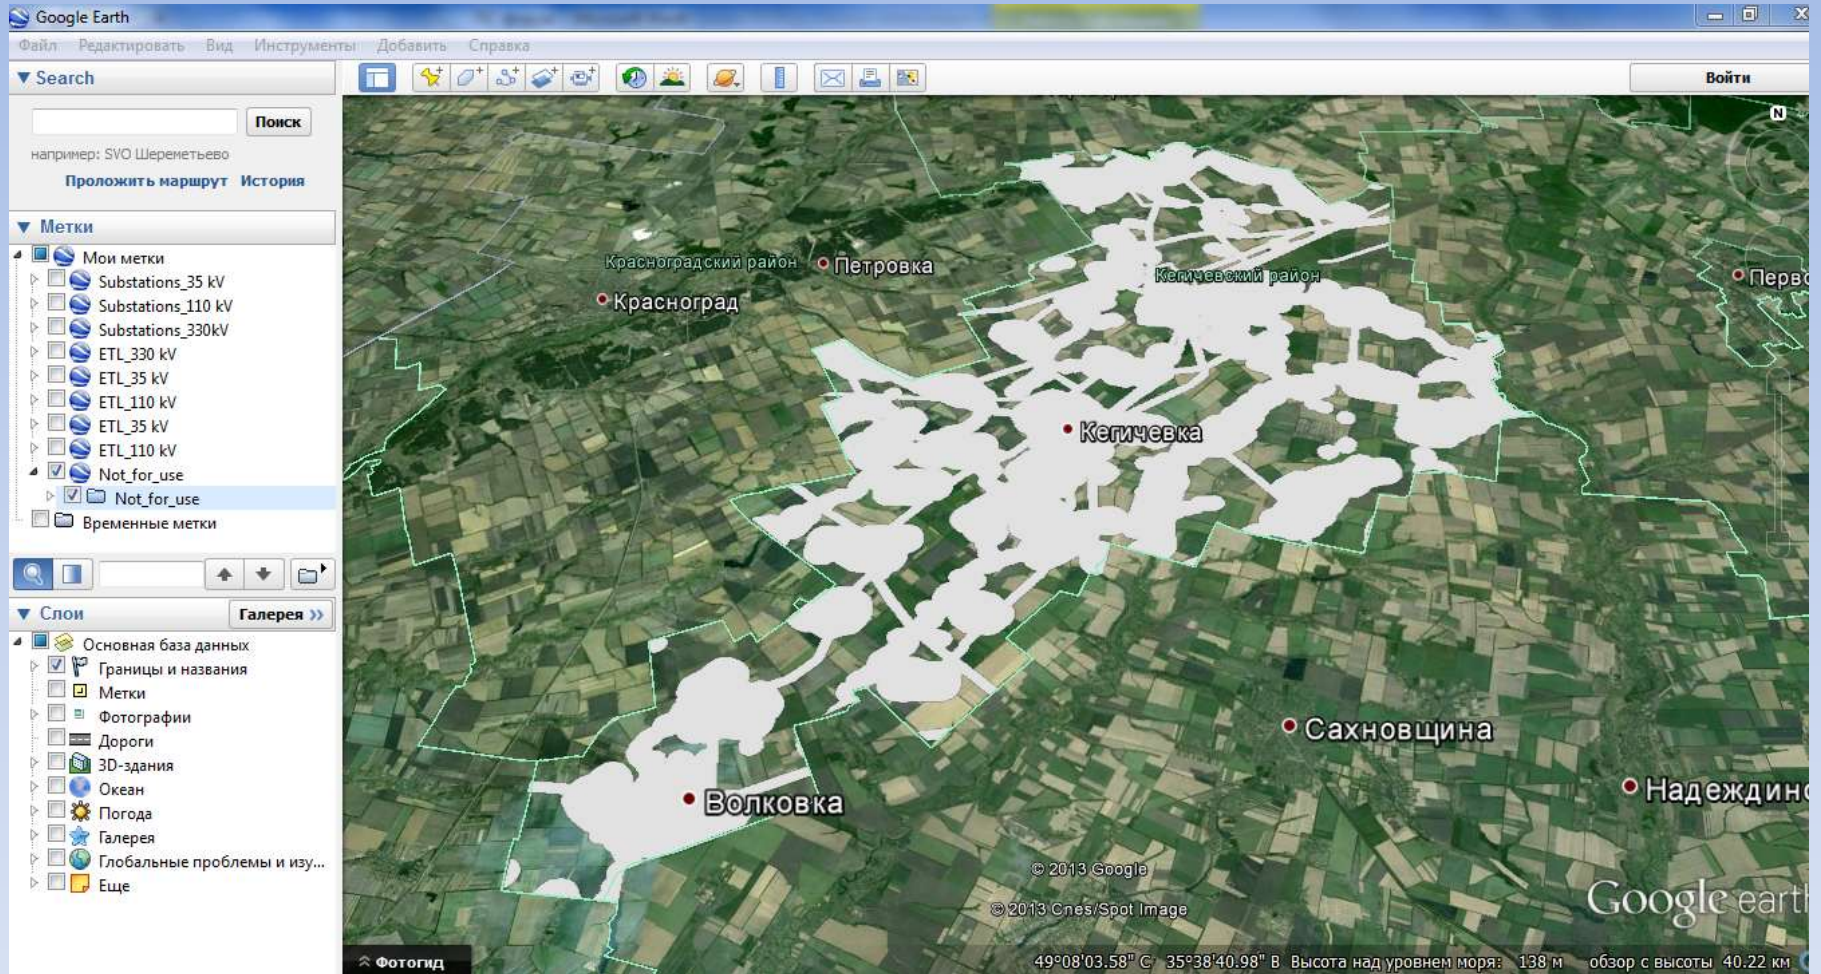 Google Earth
Файл Редактировать Вид Инструменты Добавить Справка
Search
Войти
Поиск
например: SVO Шереметьево
Проложить маршрут История
Метки
Мои метки
Substations_35 kV
Substations_110 kV
Substations_330kV
ETL_330 kV
ETL_35 kV
ETL_110 kV
ETL_35 kV
ETL_110 kV
Not_for_use
Not_for_use
Временные метки
Слои
Галерея »
Основная база данных
Границы и названия
Метки
Фотографии
Дороги
3D-здания
Океан
Погода
Галерея
Глобальные проблемы и изу...
Еще
N
Красноградский район
Петровка
Кегичевский район
Перво
Красноград
Кегичевка
Сахновщина
Надеждино
Волковка
© 2013 Google
© 2013 Cnes/Spot Image
Google earth
Фотогид
49°08'03.58" С 35°38'40.98" В Высота над уровнем моря: 138 м обзор с высоты 40.22 км